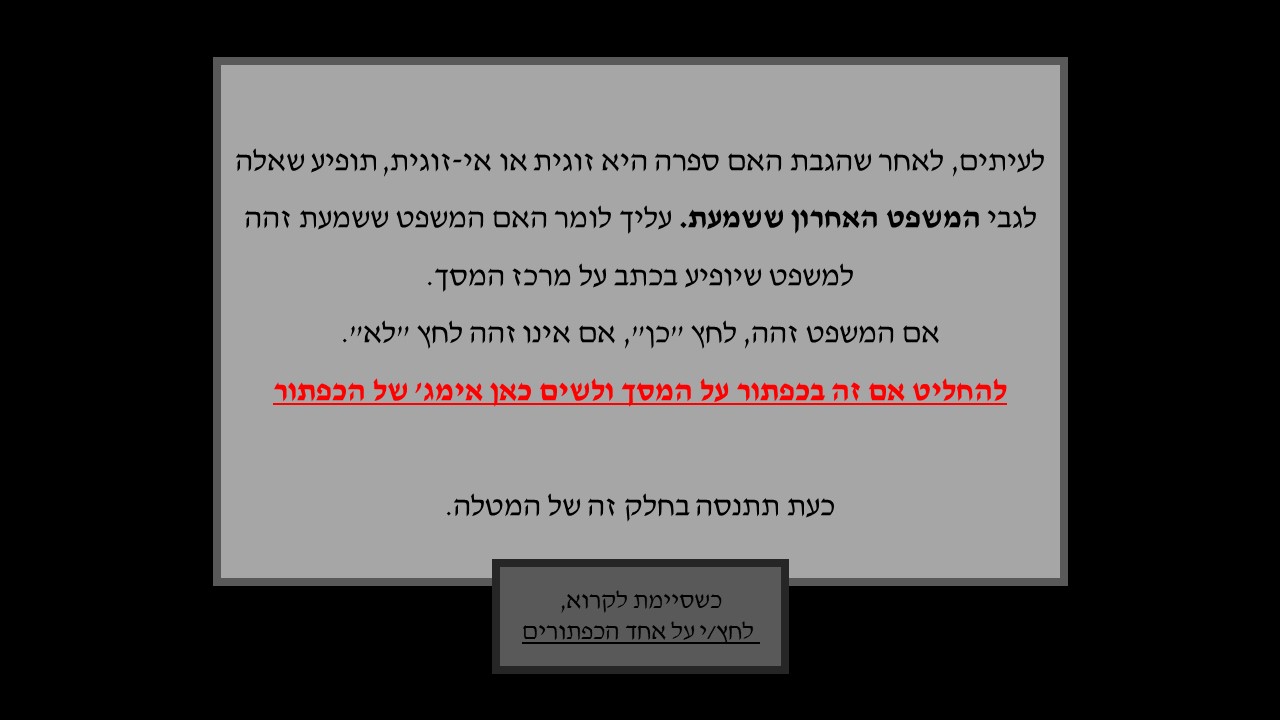 לעיתים, לאחר שהגבת האם ספרה היא זוגית או אי-זוגית, תופיע שאלה
לגבי המשפט האחרון ששמעת. עליך לומר האם המשפט ששמעת זהה
למשפט שיופיע בכתב על מרכז המסך.
אם המשפט זהה, לחץ "כן", אם אינו זהה לחץ "לא".
להחליט אם זה בכפתור על המסך ולשים כאן אימג' של הכפתור
כעת תתנסה בחלק זה של המטלה.
כשסיימת לקרוא,
לחץ/י על אחד הכפתורים